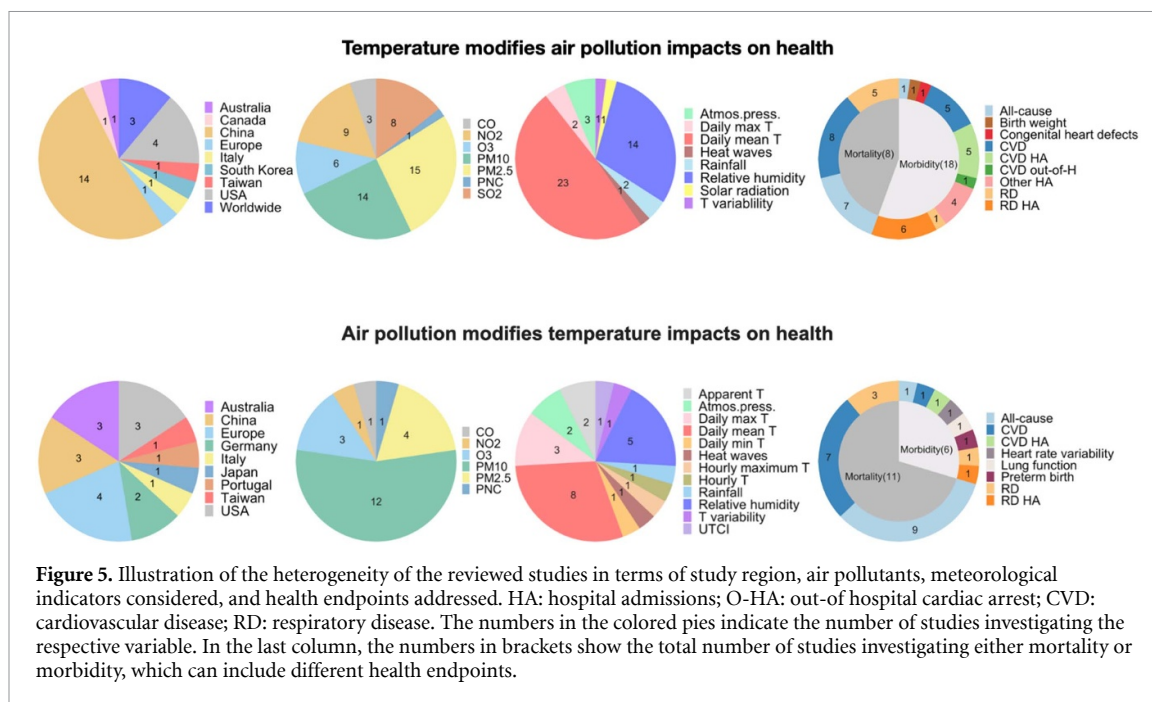 Temperature modifies air pollution impacts on health
1
1
3
4
1
1
1
1
14
Australia
Canada
China
Europe
Italy
South Korea
Taiwan
USA
Worldwide
3
8
1
15
14
6
9
CO
NO2
O3
PM10
PM2.5
PNC
SO2
3
1
1
14
2
1
23
2
Atmos.press.
Daily max T
Daily mean T
Heat waves
Rainfall
Relative humidity
Solar radiation
T variablility
1
1
1
5
5
1
4
1
6
7
8
5
Mortality(8)
Morbidity(18)
All-cause
Birth weight
Congenital heart defects
CVD
CVD HA
CVD out-of-H
Other HA
RD
RD HA
Air pollution modifies temperature impacts on health
3
3
1
1
1
1
2
4
3
Australia
China
Europe
Germany
Italy
Japan
Portugal
Taiwan
USA
1
1
1
4
12
3
CO
NO2
O3
PM10
PM2.5
PNC
2
1
1
5
1
1
1
1
1
8
3
2
Apparent T
Atmos.press.
Daily max T
Daily mean T
Daily min T
Heat waves
Hourly maximum T
Hourly T
Rainfall
Relative humidity
T variability
UTCI
1
1
1
1
1
1
1
1
9
7
3
Morbidity(6)
Mortality(11)
All-cause
CVD
CVD HA
Heart rate variability
Lung function
Preterm birth
RD
RD HA
Figure 5. Illustration of the heterogeneity of the reviewed studies in terms of study region, air pollutants, meteorological
indicators considered, and health endpoints addressed. HA: hospital admissions; O-HA: out-of hospital cardiac arrest; CVD:
cardiovascular disease; RD: respiratory disease. The numbers in the colored pies indicate the number of studies investigating the
respective variable. In the last column, the numbers in brackets show the total number of studies investigating either mortality or
morbidity, which can include different health endpoints.